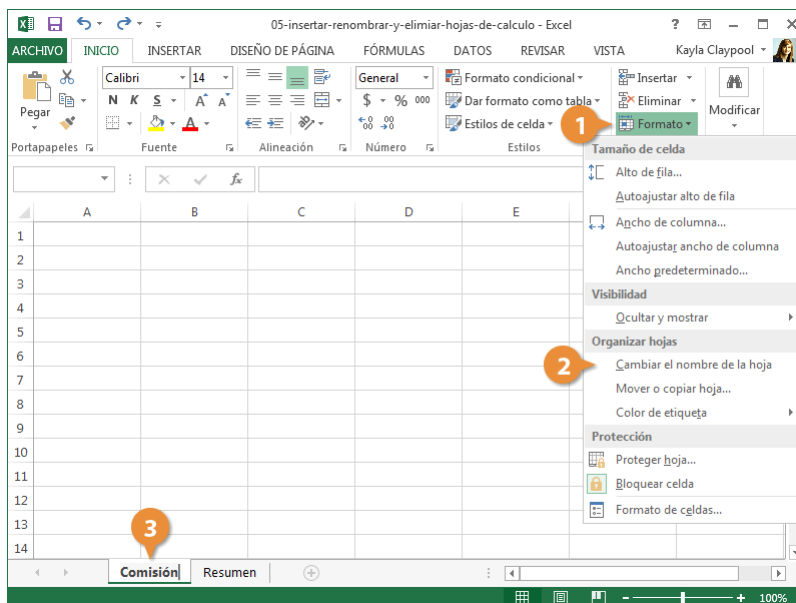 05-insertar-renombrar-y-elimiar-hojas-de-calculo - Excel
ARCHIVO INICIO INSERTAR DISEÑO DE PÁGINA FÓRMULAS DATOS REVISAR VISTA Kayla Claypool
Pegar
Portapapeles
Calibri 14
N K S A A
A
Fuente
Alineación
General
$ % 000
Número
Formato condicional
Dar formato como tabla
Estilos de celda
Estilos
Insertar
Eliminar
Formato
Modificar
1
fx
Tamaño de celda
Alto de fila...
Autoajustar alto de fila
Ancho de columna...
Autoajustar ancho de columna
Ancho predeterminado...
Visibilidad
Ocultar y mostrar
Organizar hojas
2
Cambiar el nombre de la hoja
Mover o copiar hoja...
Color de etiqueta
Protección
Proteger hoja...
Bloquear celda
Formato de celdas...
A B C D E
1
2
3
4
5
6
7
8
9
10
11
12
13
14
3
Comisión Resumen
100%